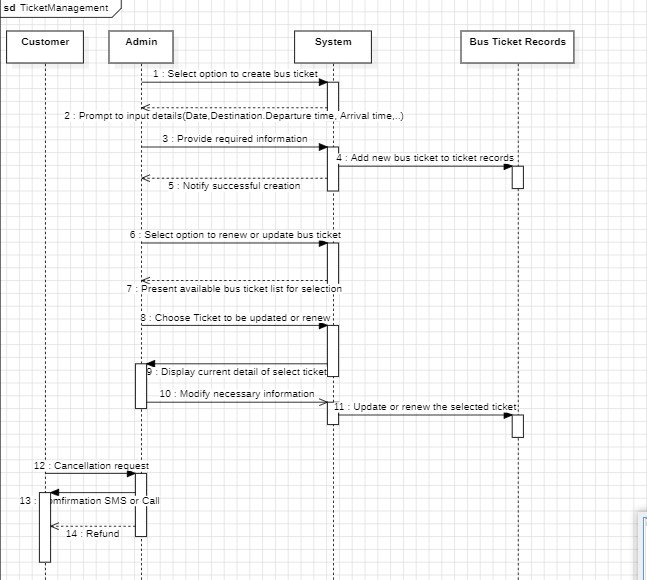 sd TicketManagement
Customer
Admin
System
Bus Ticket Records
1 : Select option to create bus ticket
2 : Prompt to input details(Date,Destination.Departure time, Arrival time,..)
3 : Provide required information
4 : Add new bus ticket to ticket records
5 : Notify successful creation
6 : Select option to renew or update bus ticket
7 : Present available bus ticket list for selection
8 : Choose Ticket to be updated or renew
9 : Display current detail of select ticket
10 : Modify necessary information
11 : Update or renew the selected ticket
12 : Cancellation request
13 : mfirmation SMS or Call
14 : Refund